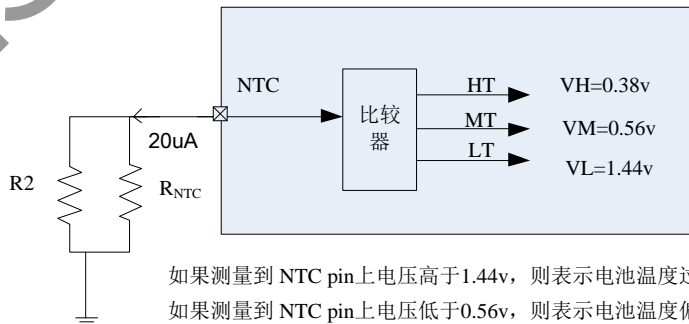 NTC
HT
VH=0.38v
比较
器
MT
VM=0.56v
20uA
LT
VL=1.44v
R2
RNTC
如果测量到 NTC pin上电压高于1.44v，则表示电池温度过
如果测量到 NTC pin上电压低于0.56v，则表示电池温度偏